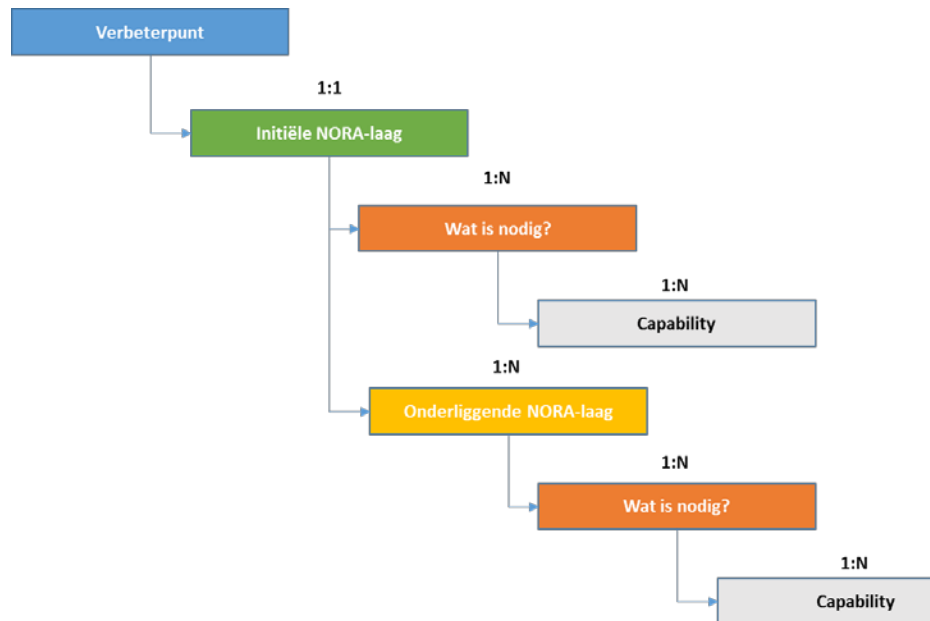 Verbeterpunt
1:1
Initiële NORA-laag
1:N
Wat is nodig?
1:N
Capability
1:N
Onderliggende NORA-laag
1:N
Wat is nodig?
1:N
Capability